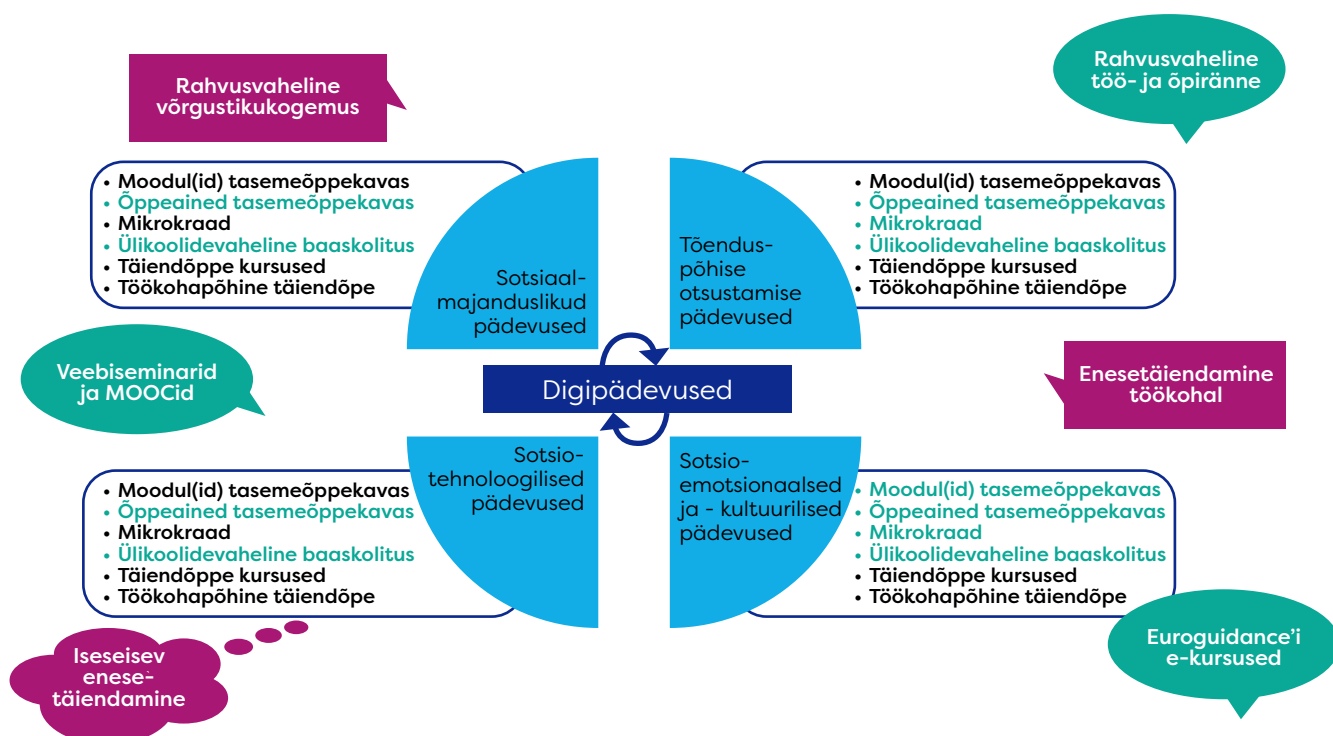 Rahvusvaheline
võrgustikukogemus
Rahvusvaheline
töö- ja õpiränne
• Moodul(id) tasemeõppekavas
• Õppeained tasemeõppekavas
• Mikrokraad
• Ülikoolidevaheline baaskolitus
• Täiendõppe kursused
• Töökohapõhine täiendõpe
Sotsiaal-
majanduslikud
pädevused
Tõendus-
põhise
otsustamise
pädevused
• Moodul(id) tasemeõppekavas
• Õppeained tasemeõppekavas
• Mikrokraad
• Ülikoolidevaheline baaskolitus
• Täiendõppe kursused
• Töökohapõhine täiendõpe
Veebiseminarid
ja MOOCid
Digipädevused
Enesetäiendamine
töökohal
• Moodul(id) tasemeõppekavas
• Õppeained tasemeõppekavas
• Mikrokraad
• Ülikoolidevaheline baaskolitus
• Täiendõppe kursused
• Töökohapõhine täiendõpe
Sotsio-
tehnoloogilised
pädevused
Sotsio-
emotsionaalsed
ja - kultuurilised
pädevused
• Moodul(id) tasemeõppekavas
• Õppeained tasemeõppekavas
• Mikrokraad
• Ülikoolidevaheline baaskolitus
• Täiendõppe kursused
• Töökohapõhine täiendõpe
Iseseisev
enese-
täiendamine
Euroguidance’i
e-kursused